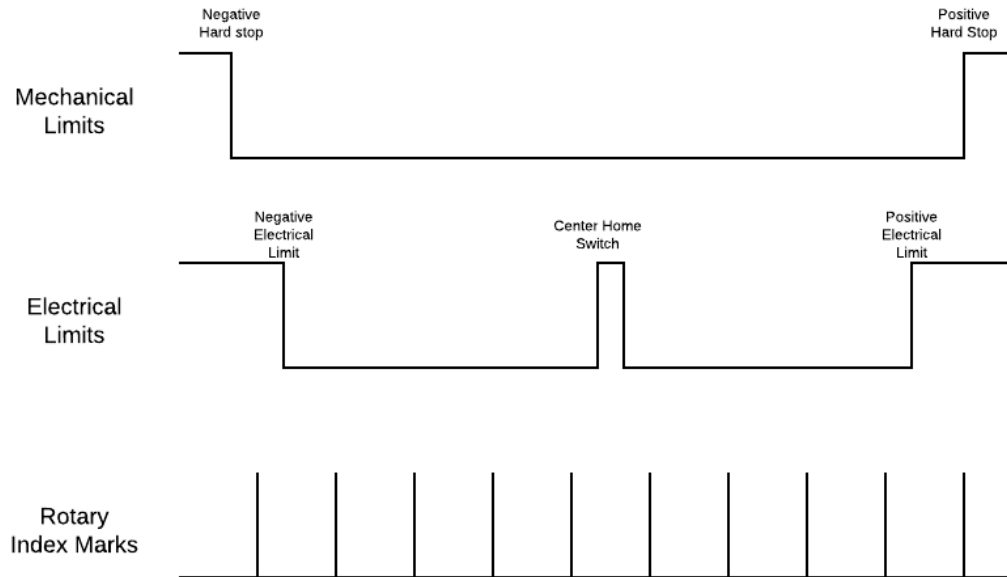 Negative
Hard stop
Positive
Hard Stop
Mechanical
Limits
Negative
Electrical
Limit
Center Home
Switch
Positive
Electrical
Limit
Electrical
Limits
Rotary
Index Marks